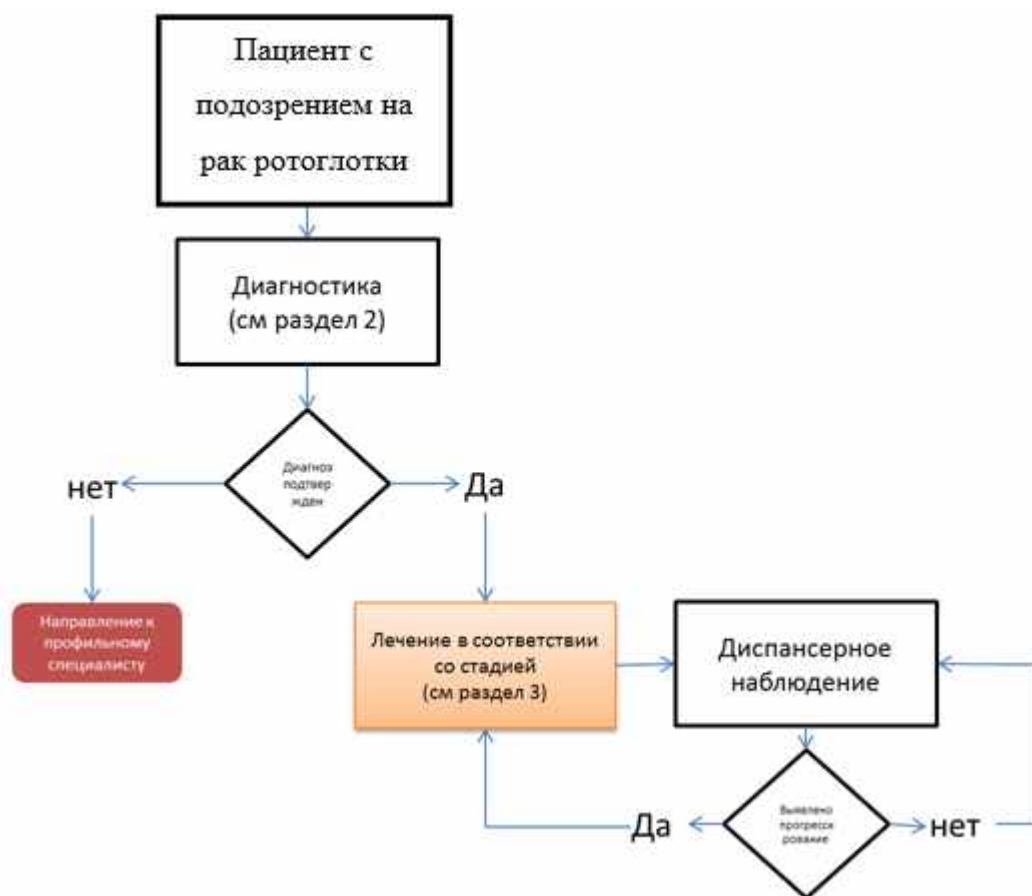 Пациент с
подозрением на
рак ротоглотки
Диагностика
(см раздел 2)
Диагноз
подтвер
жден
нет
Да
Направление к
профильному
специалисту
Лечение в соответствии
со стадией
(см раздел 3)
Диспансерное
наблюдение
Выявлено
прогресси
рование
Да
нет